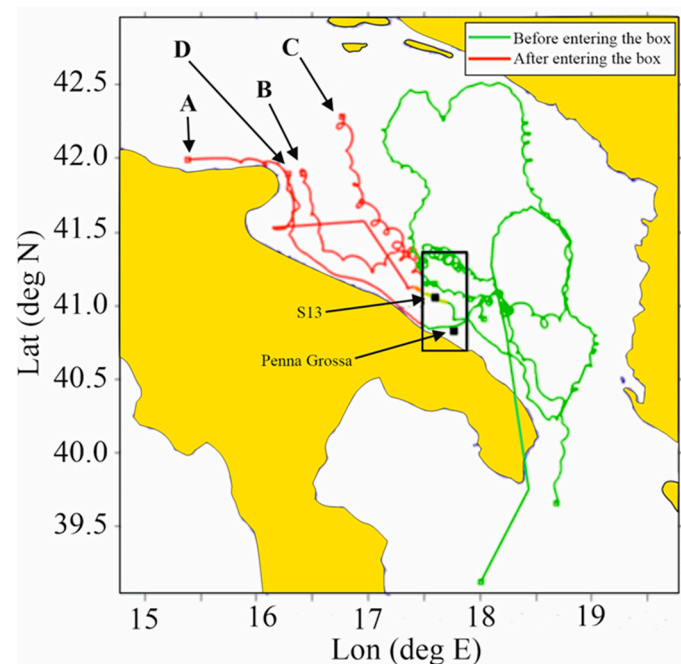 Before entering the box
After entering the box
C
D
B
A
42.5
42.0
41.5
41.0
40.5
40.0
39.5
Lat (deg N)
S13
Penna Grossa
15
16
17
18
19
Lon (deg E)